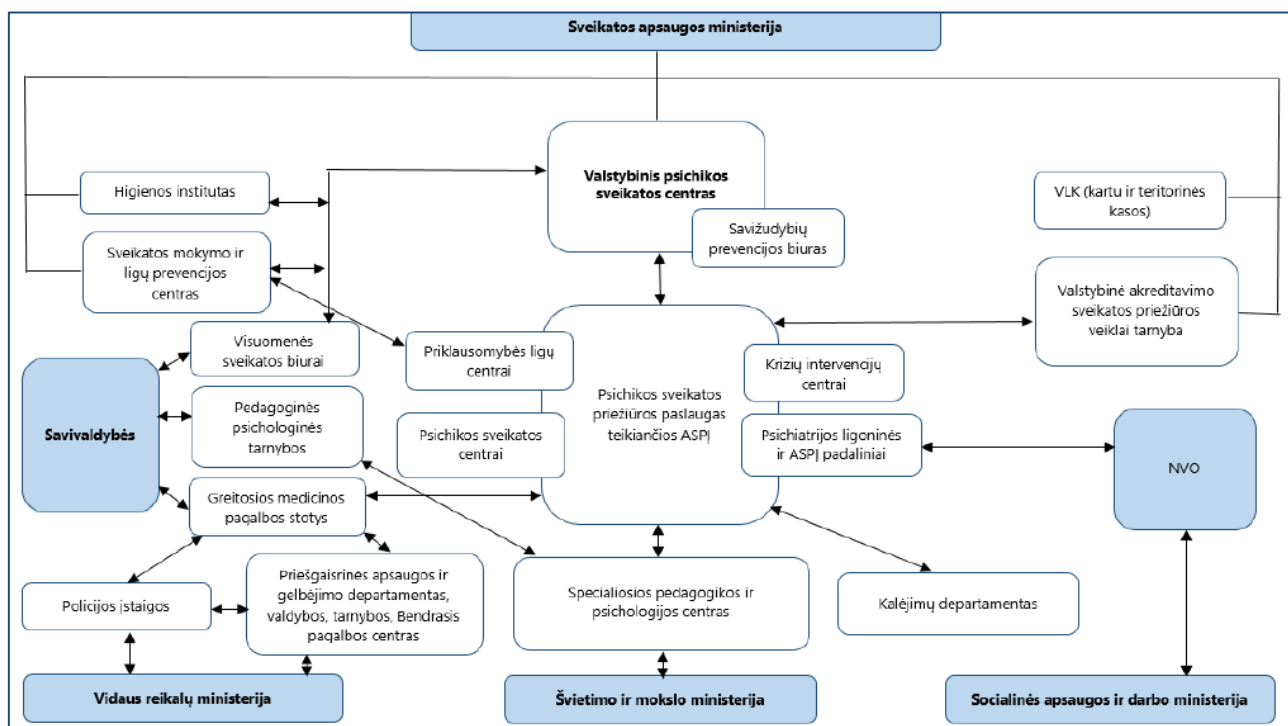 Sveikatos apsaugos ministerija
Valstybinis psichikos
sveikatos centras
Higienos institutas
VLK (kartu ir teritorinės
kasos)
Savižudybių
prevencijos biuras
Sveikatos mokymo ir
ligų prevencijos
centras
Valstybinė akreditavimo
sveikatos priežiūros
veiklai tarnyba
Visuomenės
sveikatos biurai
Priklausomybės ligų
centrai
Krizių intervencijų
centrai
Savivaldybės
Pedagoginės
psichologinės
tarnybos
Psichikos sveikatos
centrai
Psichikos sveikatos
priežiūros paslaugas
teikiančios ASPĮ
Psichiatrijos ligoninės
ir ASPĮ padaliniai
NVO
Greitosios medicinos
pagalbos stotys
Policijos įstaigos
Priešgaisrinės apsaugos ir
gelbėjimo departamentas,
valdybos, tarnybos, Bendrasis
pagalbos centras
Specialiosios pedagogikos ir
psichologijos centras
Kalėjimų departamentas
Vidaus reikalų ministerija
Švietimo ir mokslo ministerija
Socialinės apsaugos ir darbo ministerija